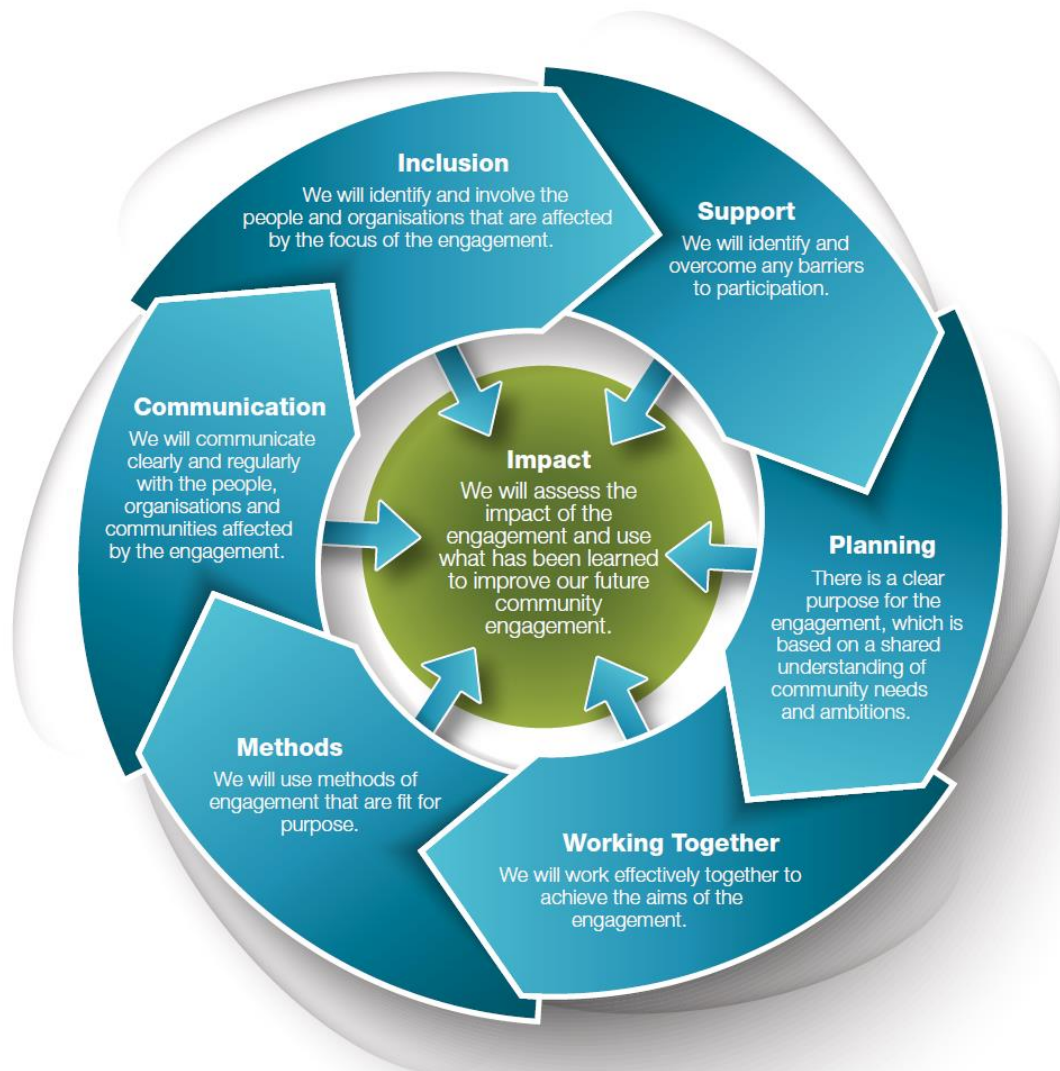 Inclusion
We will identify and involve the
people and organisations that are affected
by the focus of the engagement.
Support
We will identify and
overcome any barriers
to participation.
Planning
There is a clear
purpose for the
engagement, which is
based on a shared
understanding of
community needs
and ambitions.
Working Together
We will work effectively together to
achieve the aims of the
engagement.
Methods
We will use methods of
engagement that are fit for
purpose.
Communication
We will communicate
clearly and regularly
with the people,
organisations and
communities affected
by the engagement.
Impact
We will assess the
impact of the
engagement and use
what has been learned
to improve our future
community
engagement.